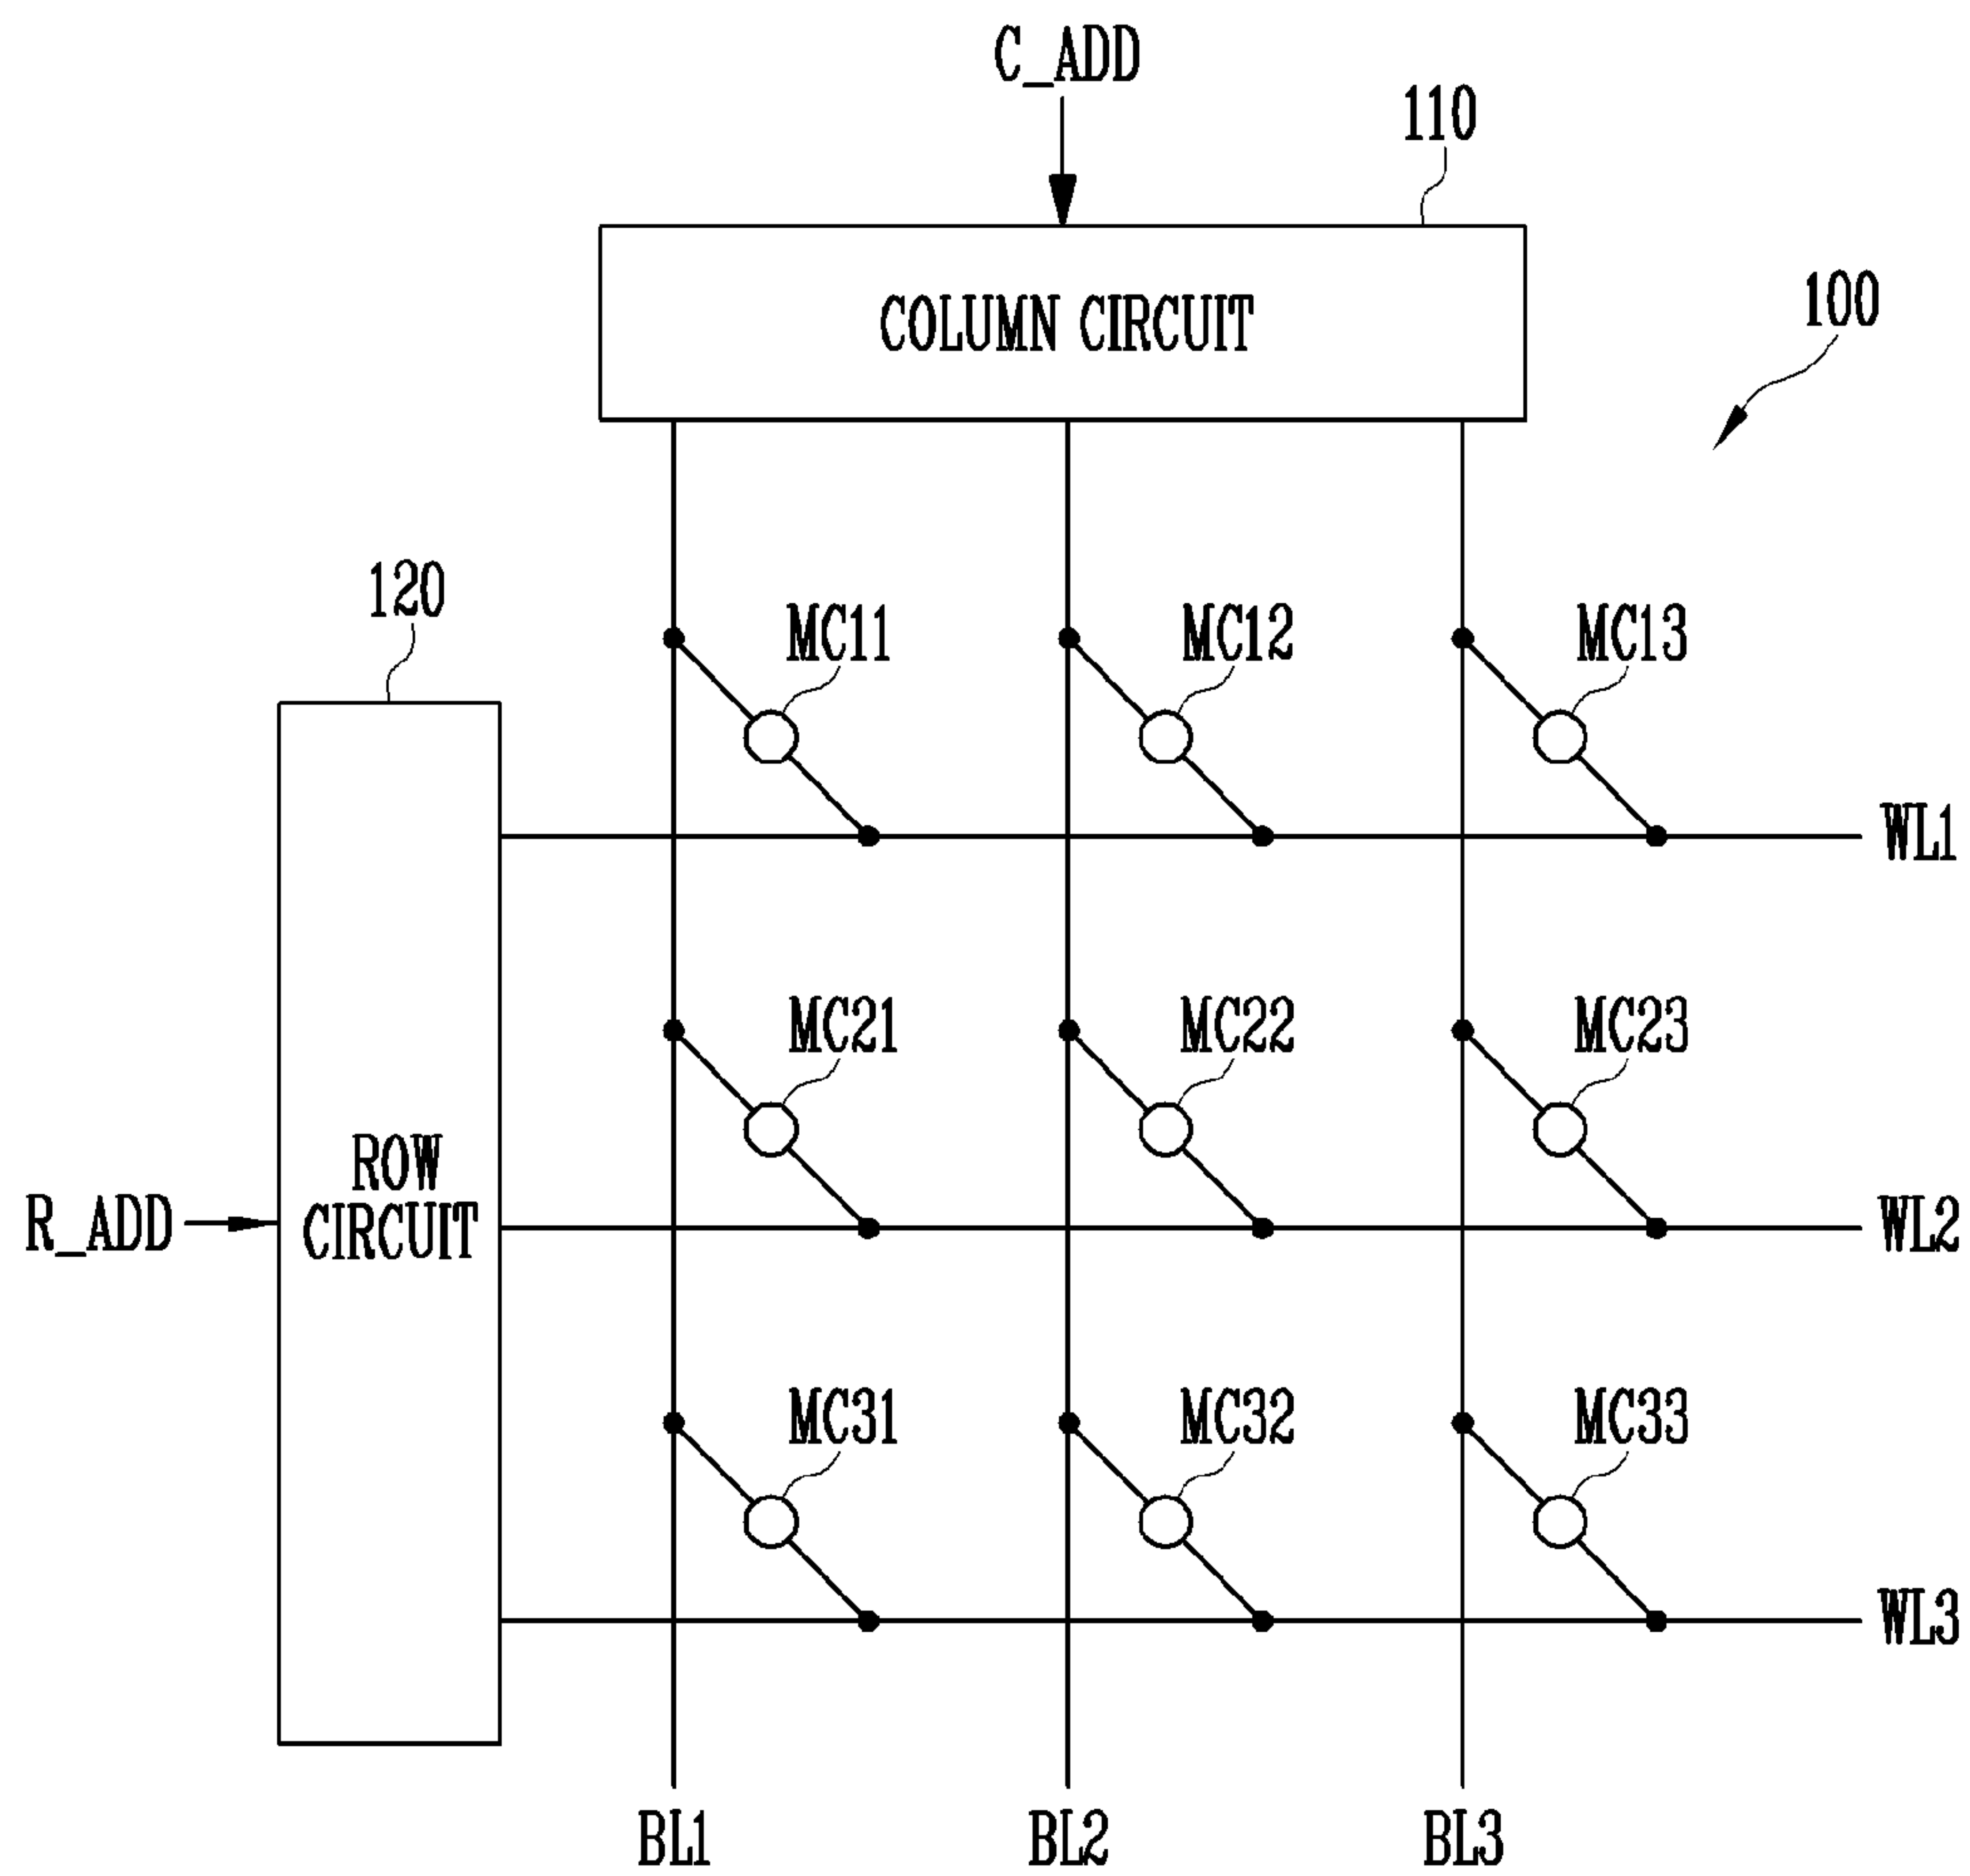 C_ADD
110
COLUMN CIRCUIT
100
120
MC11
MC12
MC13
WL1
MC21
MC22
MC23
ROW
CIRCUIT
R_ADD
WL2
MC31
MC32
MC33
WL3
BL1
BL2
BL3